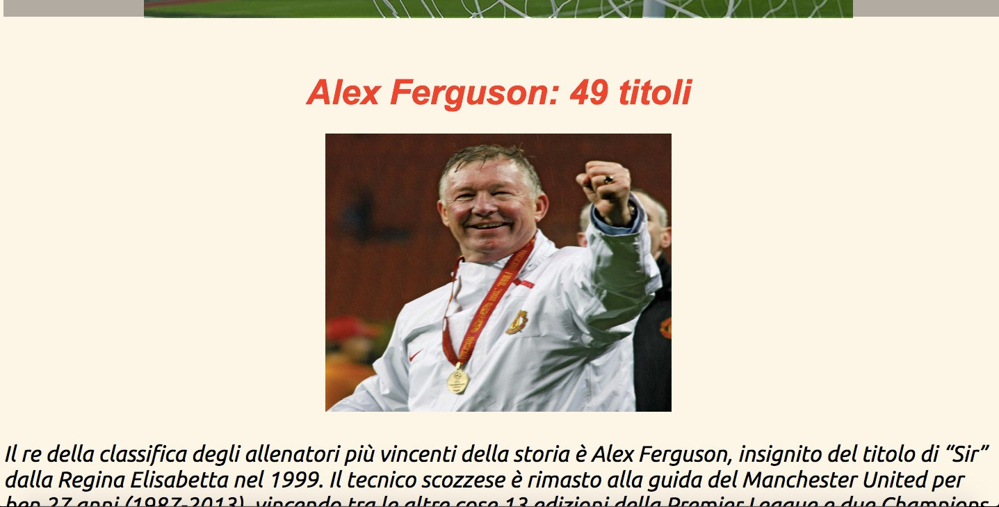 Alex Ferguson: 49 titoli
Il re della classifica degli allenatori più vincenti della storia è Alex Ferguson, insignito del titolo di “Sir”
dalla Regina Elisabetta nel 1999. Il tecnico scozzese è rimasto alla guida del Manchester United per
ben 27 anni (1987-2013), vincendo tra le altre cose 13 edizioni della Premier League e due Champions